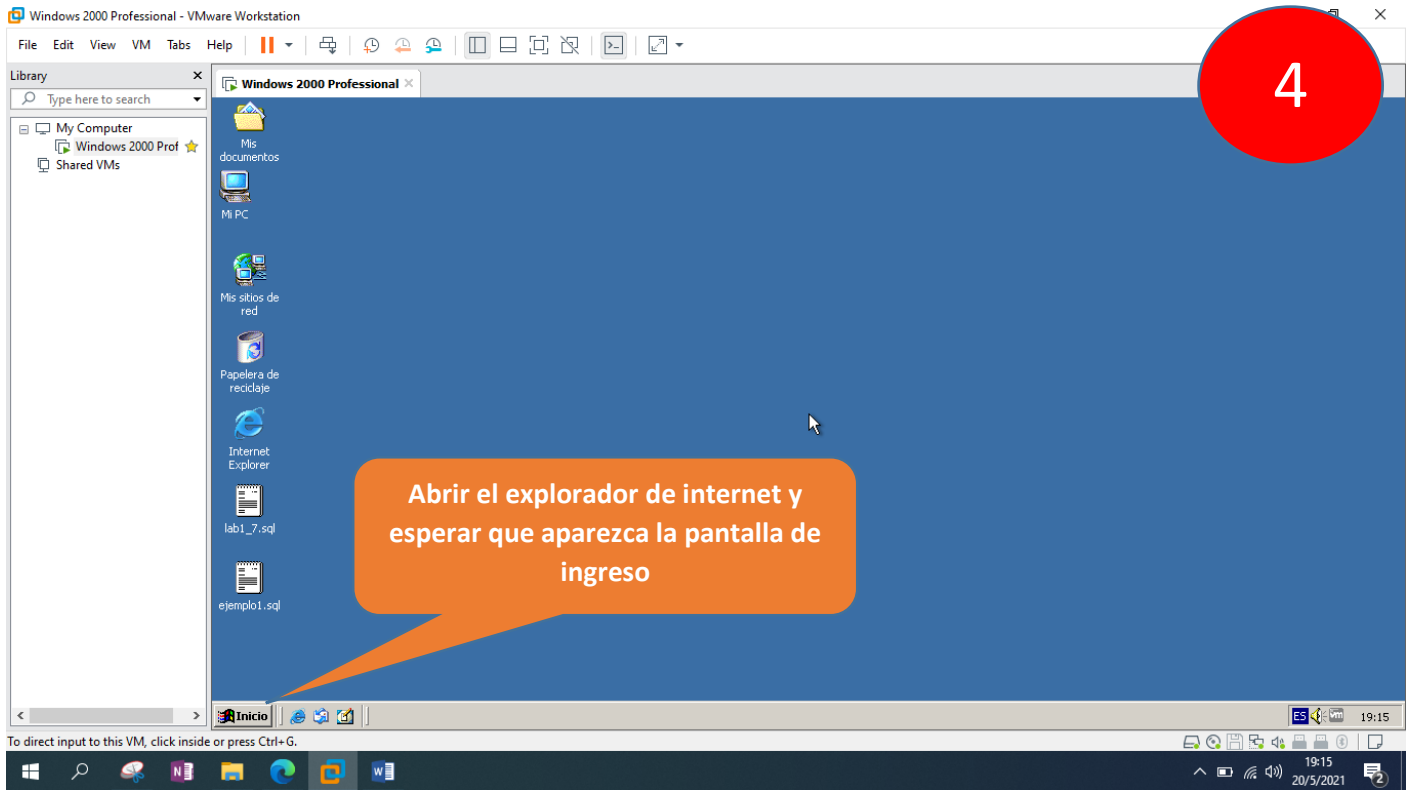 Windows 2000 Professional - VMware Workstation
File Edit View VM Tabs Help
4
Library
Windows 2000 Professional
Type here to search
My Computer
Windows 2000 Prof
Shared VMs
Mis
documentos
Mi PC
Mis sitios de
red
Papelera de
reciclaje
Internet
Explorer
lab1_7.sql
ejemplo1.sql
Abrir el explorador de internet y
esperar que aparezca la pantalla de
ingreso
Inicio
ES
19:15
To direct input to this VM, click inside or press Ctrl+G.
19:15
20/5/2021
2